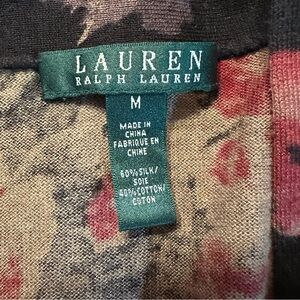 LAUREN
RALPH LAUREN
M
MADE IN
CHINA
FABRIQUE EN
CHINE
60%SILK/
SOIE
40%COTTON/
COTON